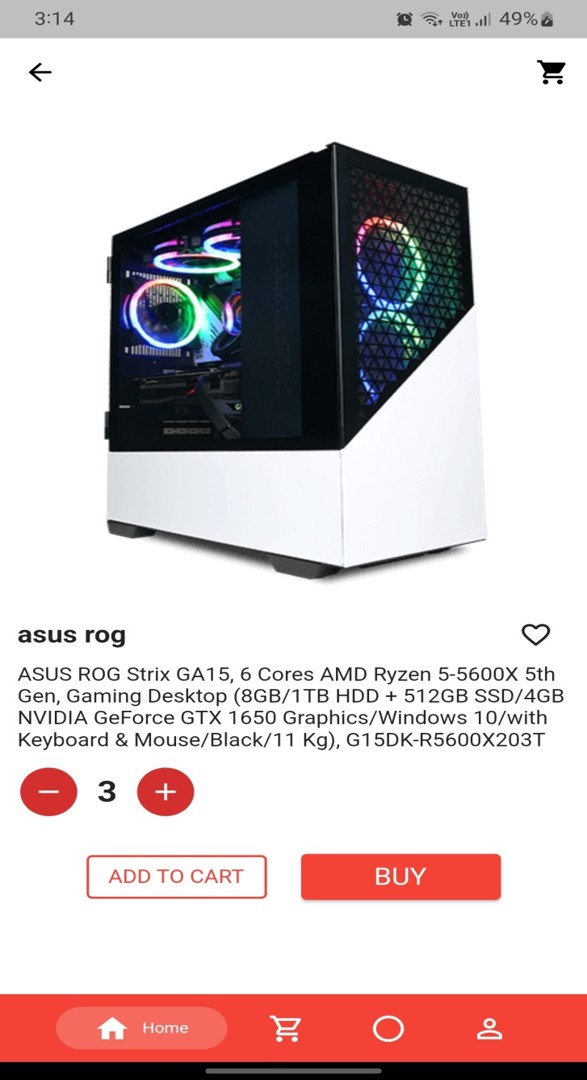 3:14
Vo)) LTE1 49%
asus rog
ASUS ROG Strix GA15, 6 Cores AMD Ryzen 5-5600X 5th
Gen, Gaming Desktop (8GB/1TB HDD + 512GB SSD/4GB
NVIDIA GeForce GTX 1650 Graphics/Windows 10/with
Keyboard & Mouse/Black/11 Kg), G15DK-R5600X203T
3
ADD TO CART BUY
Home